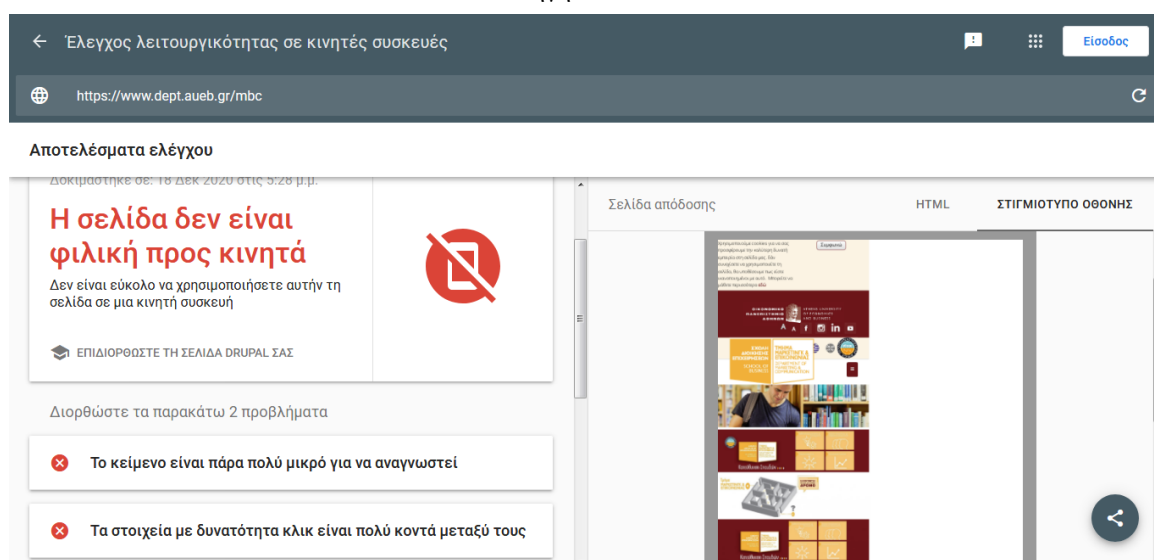 Έλεγχος λειτουργικότητας σε κινητές συσκευές
Είσοδος
https://www.dept.aueb.gr/mbc
Αποτελέσματα ελέγχου
Δοκιμάστηκε σε: 18 Δεκ 2020 στις 5:28 μ.μ.
Η σελίδα δεν είναι
φιλική προς κινητά
Δεν είναι εύκολο να χρησιμοποιήσετε αυτήν τη
σελίδα σε μια κινητή συσκευή
ΕΠΙΔΙΟΡΘΩΣΤΕ ΤΗ ΣΕΛΙΔΑ DRUPAL ΣΑΣ
Διορθώστε τα παρακάτω 2 προβλήματα
Το κείμενο είναι πάρα πολύ μικρό για να αναγνωστεί
Τα στοιχεία με δυνατότητα κλικ είναι πολύ κοντά μεταξύ τους
Σελίδα απόδοσης
HTML
ΣΤΙΓΜΙΟΤΥΠΟ ΟΘΟΝΗΣ